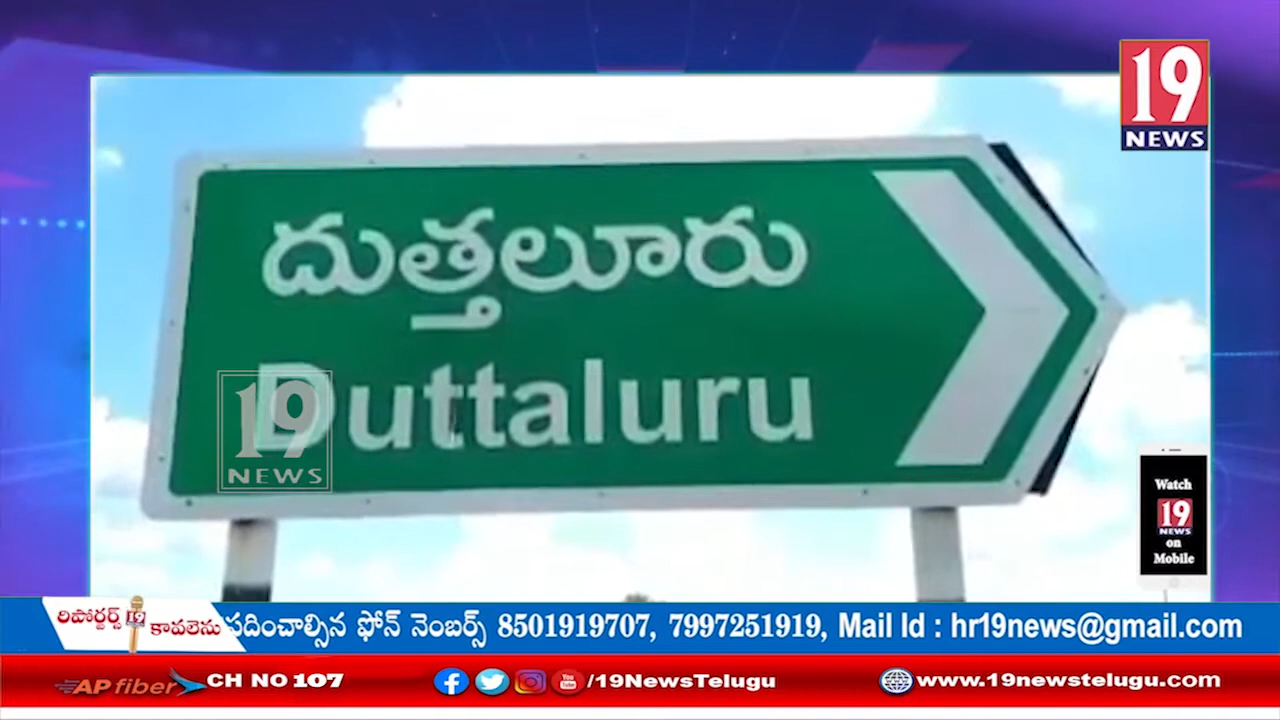 19
NEWS
దుత్తలూరు
Duttaluru
19
NEWS
Watch
19
NEWS
on
Mobile
రిపోర్టర్స్ 19 కావలెను
పదించాల్సిన ఫోన్ నెంబర్స్ 8501919707, 7997251919, Mail Id : hr19news@gmail.com
AP fiber CH NO 107
/19NewsTelugu
www.19newstelugu.com